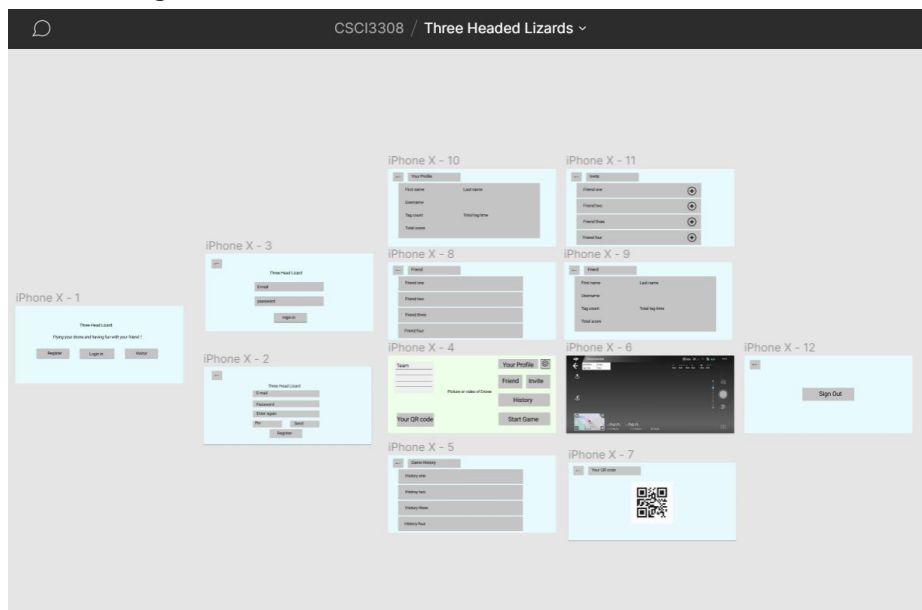 CSCI3308 / Three Headed Lizards
iPhone X - 10
Your Profile
First name Last name
Username
Tag count Total tag time
Total score
iPhone X - 11
Invite
Friend one
Friend two
Friend three
Friend four
iPhone X - 3
Three Head Lizard
E-mail
password
login in
iPhone X - 8
Friend
Friend one
Friend two
Friend three
Friend four
iPhone X - 9
Friend
First name Last name
Username
Tag count Total tag time
Total score
iPhone X - 1
Three Head Lizard
Flying your drone and having fun with your friend !
Register Login in Visitor
iPhone X - 2
Three Head Lizard
E-mail
Password
Enter again
Pin Send
Register
iPhone X - 4
Team
Your Profile
Friend Invite
Picture or video of Drone
History
Your QR code Start Game
iPhone X - 6
iPhone X - 12
Sign Out
iPhone X - 5
Game History
History one
History two
History three
History four
iPhone X - 7
Your QR code